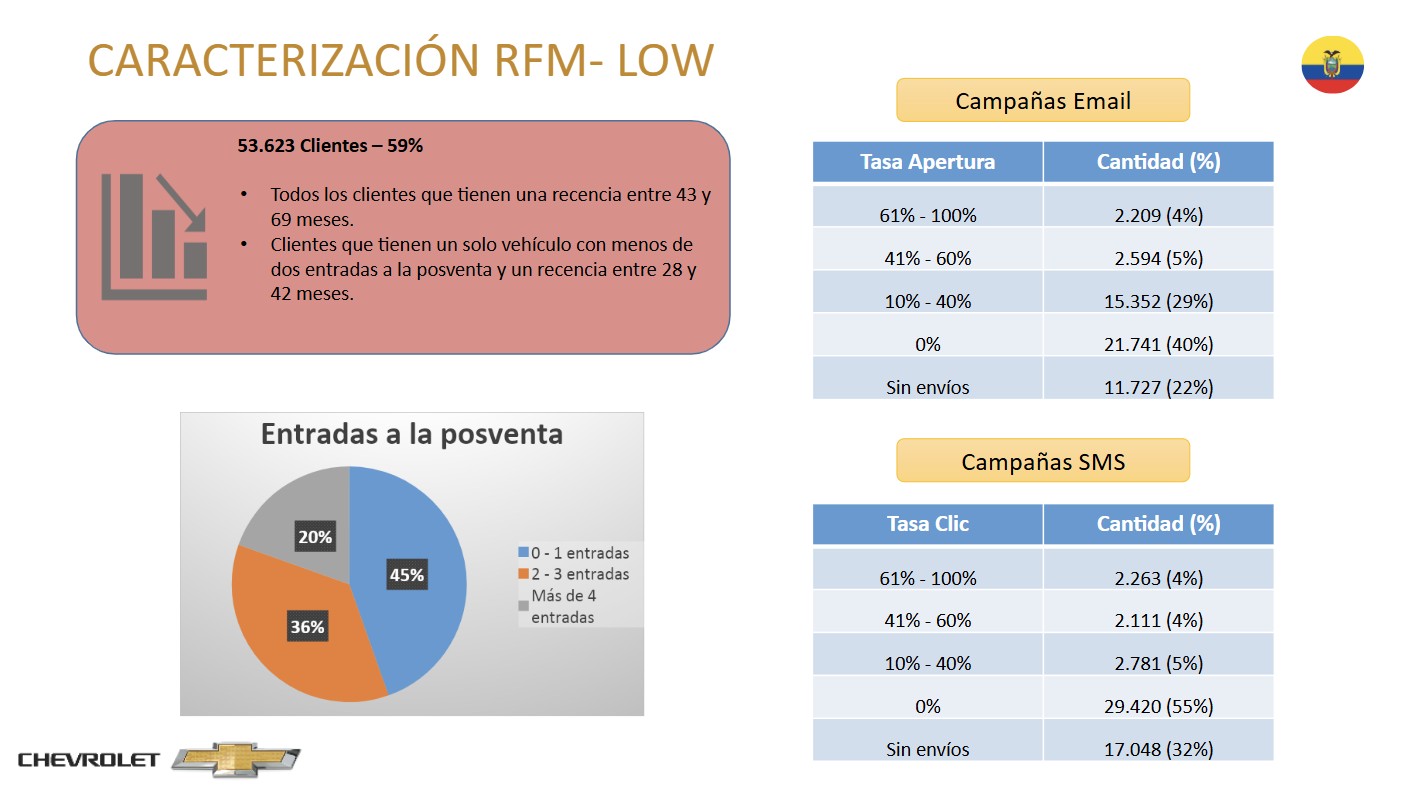 CARACTERIZACIÓN RFM- LOW
53.623 Clientes – 59%
• Todos los clientes que tienen una recencia entre 43 y
69 meses.
• Clientes que tienen un solo vehículo con menos de
dos entradas a la posventa y un recencia entre 28 y
42 meses.
Entradas a la posventa
20%
45%
36%
0 - 1 entradas
2 - 3 entradas
Más de 4
entradas
CHEVROLET
Campañas Email
Tasa Apertura Cantidad (%)
61% - 100% 2.209 (4%)
41% - 60% 2.594 (5%)
10% - 40% 15.352 (29%)
0% 21.741 (40%)
Sin envíos 11.727 (22%)
Campañas SMS
Tasa Clic Cantidad (%)
61% - 100% 2.263 (4%)
41% - 60% 2.111 (4%)
10% - 40% 2.781 (5%)
0% 29.420 (55%)
Sin envíos 17.048 (32%)